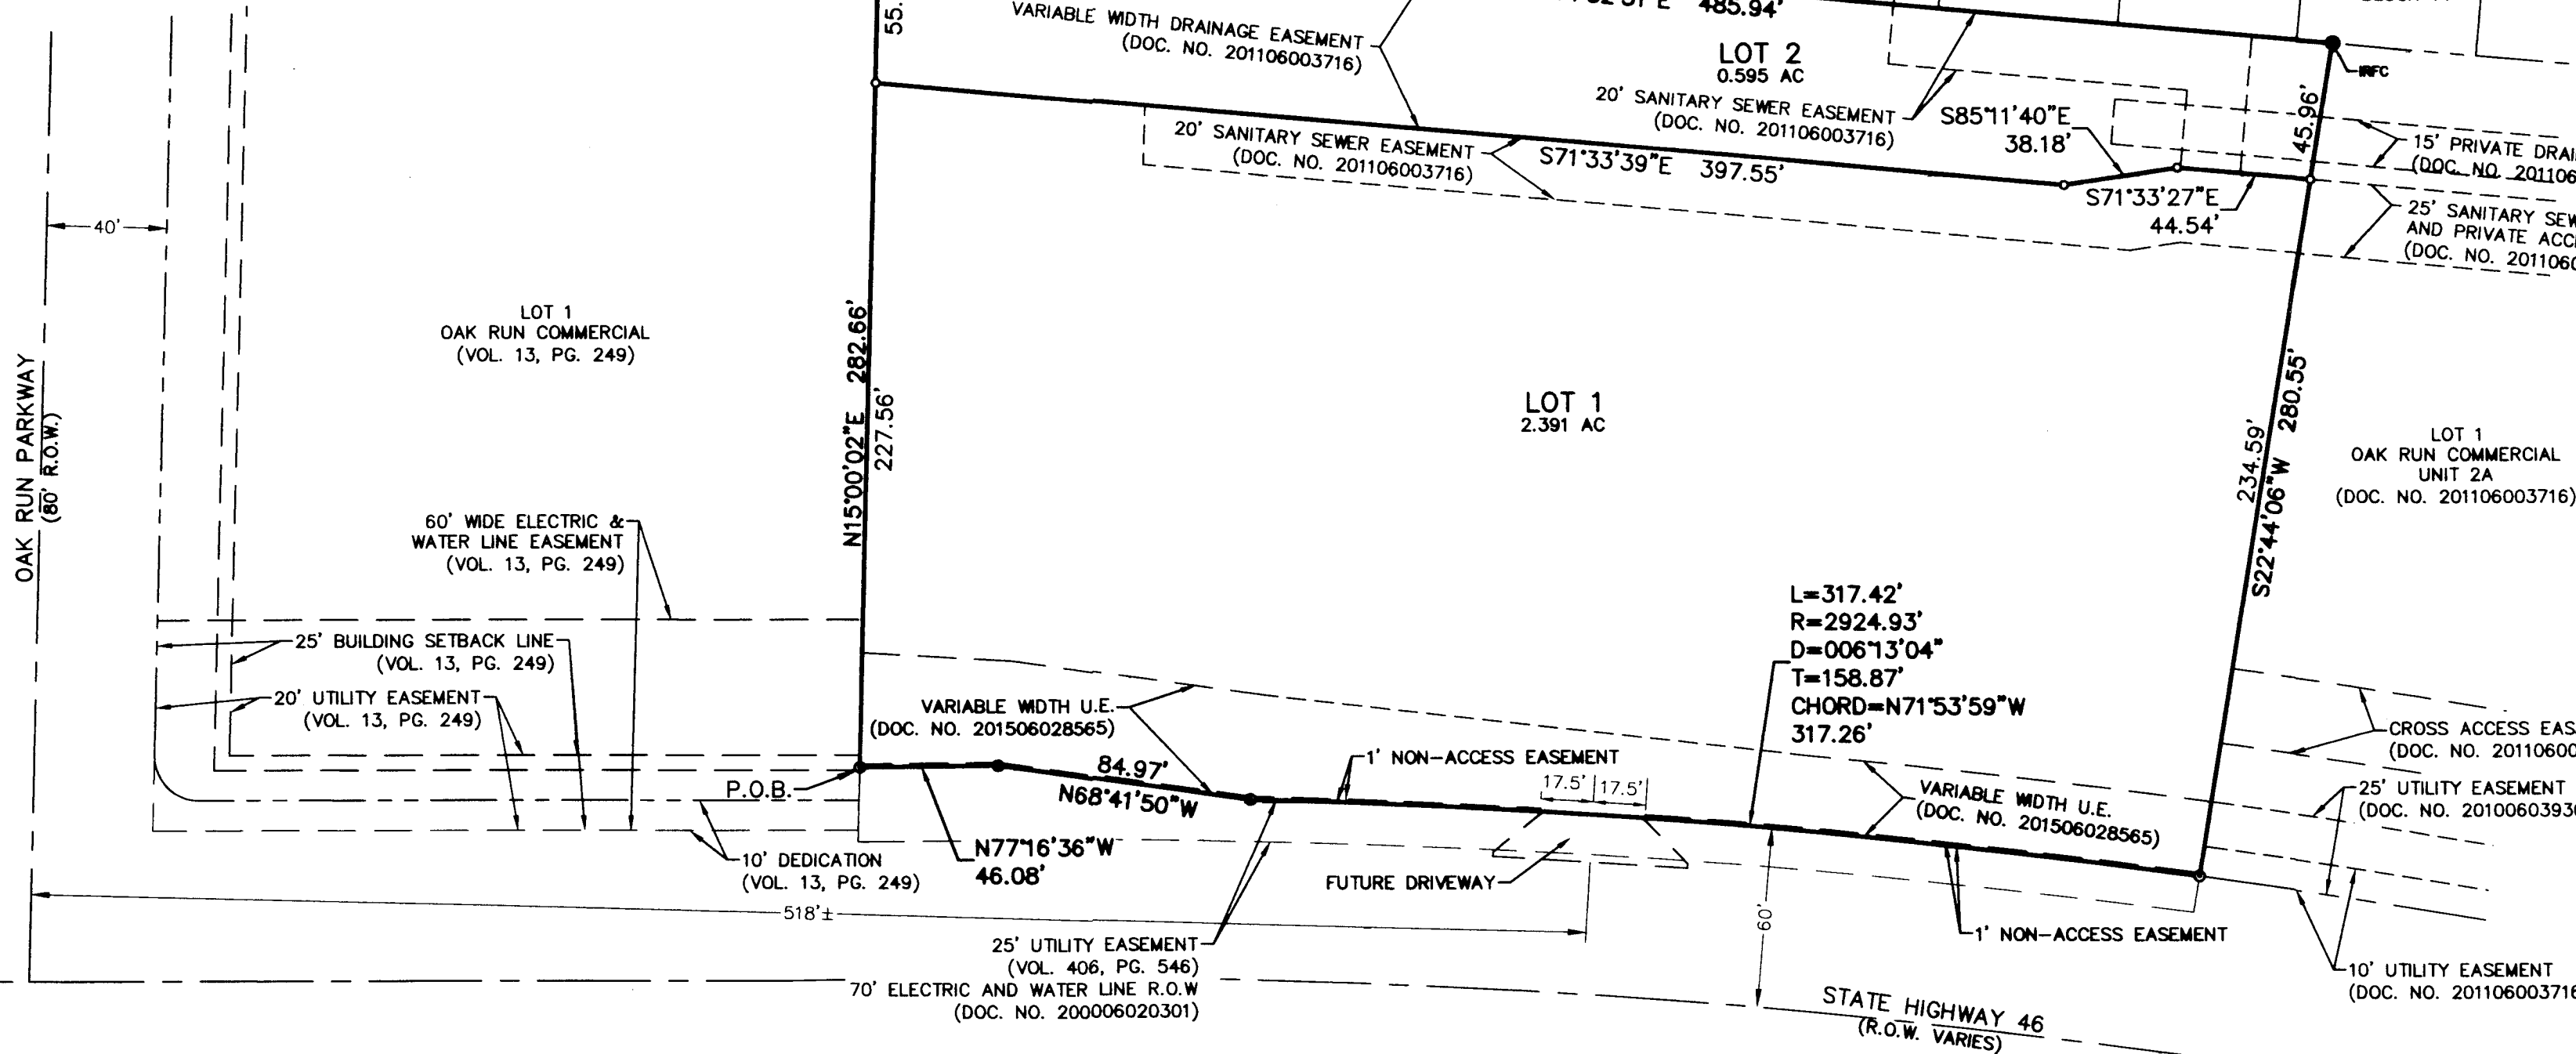 55.
VARIABLE WIDTH DRAINAGE EASEMENT
(DOC. NO. 201106003716)
485.94'
LOT 2
0.595 AC
IRFC
20' SANITARY SEWER EASEMENT
(DOC. NO. 201106003716)
S85°11'40"E
38.18'
45.96'
20' SANITARY SEWER EASEMENT
(DOC. NO. 201106003716)
S71°33'39"E 397.55'
S71°33'27"E
44.54'
15' PRIVATE DRAI
(DOC. NO. 201106
25' SANITARY SEW
AND PRIVATE ACC
(DOC. NO. 201106
40'
OAK RUN PARKWAY
(80' R.O.W.)
LOT 1
OAK RUN COMMERCIAL
(VOL. 13, PG. 249)
N15°00'02"E 282.66'
227.56'
LOT 1
2.391 AC
234.59'
S22°44'06"W 280.55'
LOT 1
OAK RUN COMMERCIAL
UNIT 2A
(DOC. NO. 201106003716)
60' WIDE ELECTRIC &
WATER LINE EASEMENT
(VOL. 13, PG. 249)
25' BUILDING SETBACK LINE
(VOL. 13, PG. 249)
20' UTILITY EASEMENT
(VOL. 13, PG. 249)
L=317.42'
R=2924.93'
D=006°13'04"
T=158.87'
CHORD=N71°53'59"W
317.26'
VARIABLE WIDTH U.E.
(DOC. NO. 201506028565)
1' NON-ACCESS EASEMENT
84.97'
N68°41'50"W
17.5'
17.5'
VARIABLE WIDTH U.E.
(DOC. NO. 201506028565)
CROSS ACCESS EAS
(DOC. NO. 2011060
25' UTILITY EASEMENT
(DOC. NO. 2010060393
P.O.B.
N77°16'36"W
46.08'
10' DEDICATION
(VOL. 13, PG. 249)
FUTURE DRIVEWAY
518'±
60'
1' NON-ACCESS EASEMENT
25' UTILITY EASEMENT
(VOL. 406, PG. 546)
70' ELECTRIC AND WATER LINE R.O.W
(DOC. NO. 200006020301)
10' UTILITY EASEMENT
(DOC. NO. 201106003716
STATE HIGHWAY 46
(R.O.W. VARIES)